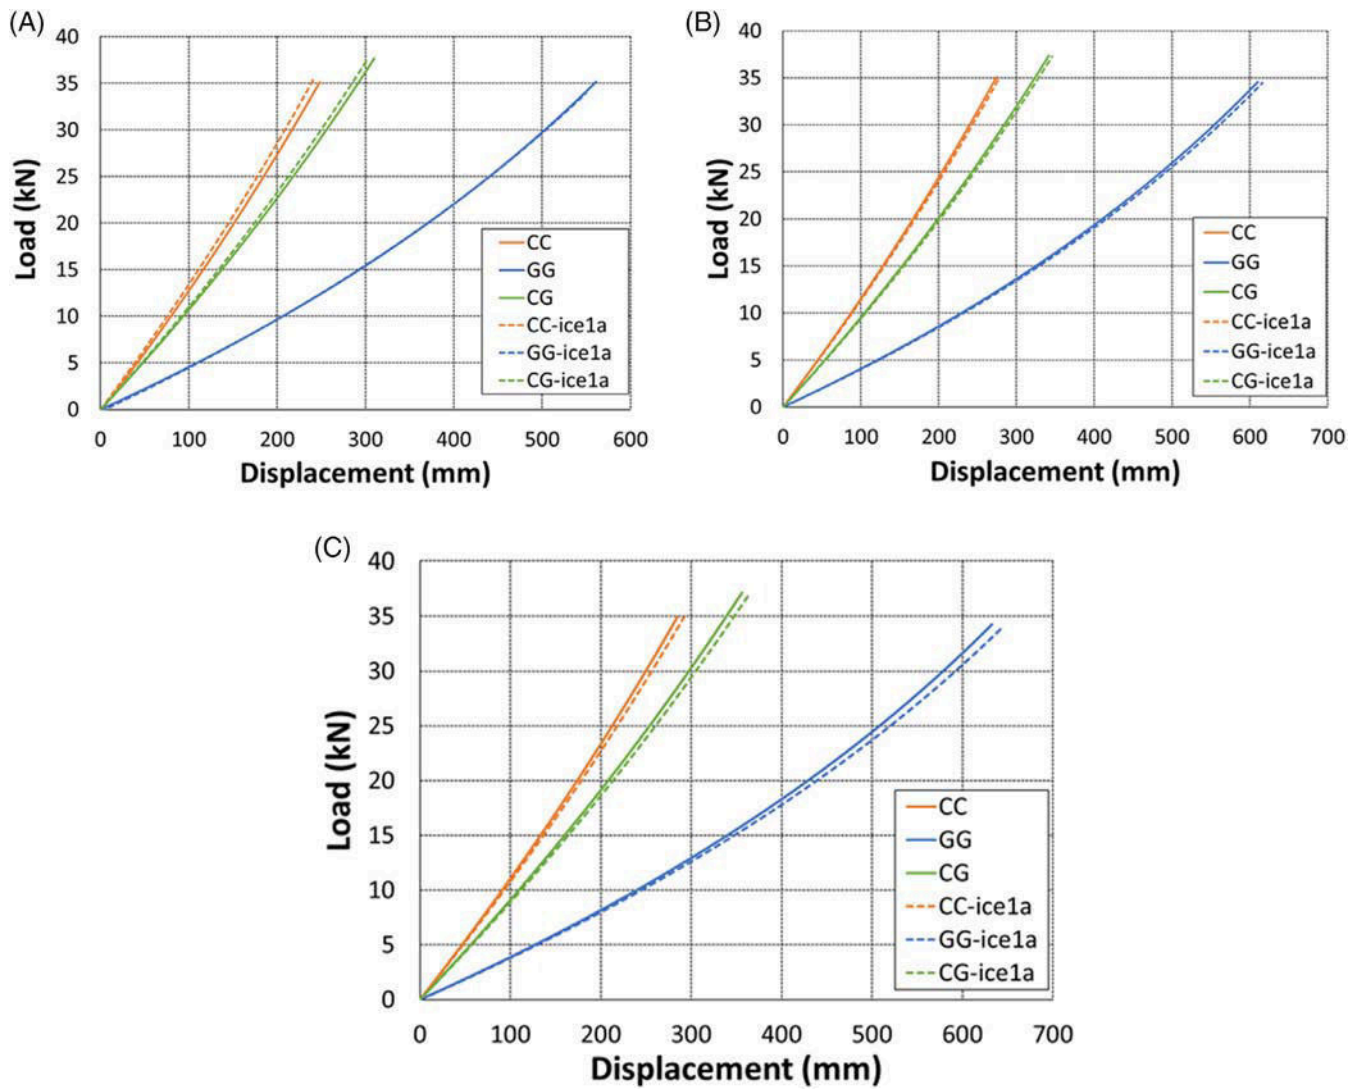 (A)
40
35
30
25
20
15
10
5
0
Load (kN)
0 100 200 300 400 500 600
Displacement (mm)
CC
GG
CG
CC-ice1a
GG-ice1a
CG-ice1a
(B)
40
35
30
25
20
15
10
5
0
Load (kN)
0 100 200 300 400 500 600 700
Displacement (mm)
CC
GG
CG
CC-ice1a
GG-ice1a
CG-ice1a
(C)
40
35
30
25
20
15
10
5
0
Load (kN)
0 100 200 300 400 500 600 700
Displacement (mm)
CC
GG
CG
CC-ice1a
GG-ice1a
CG-ice1a